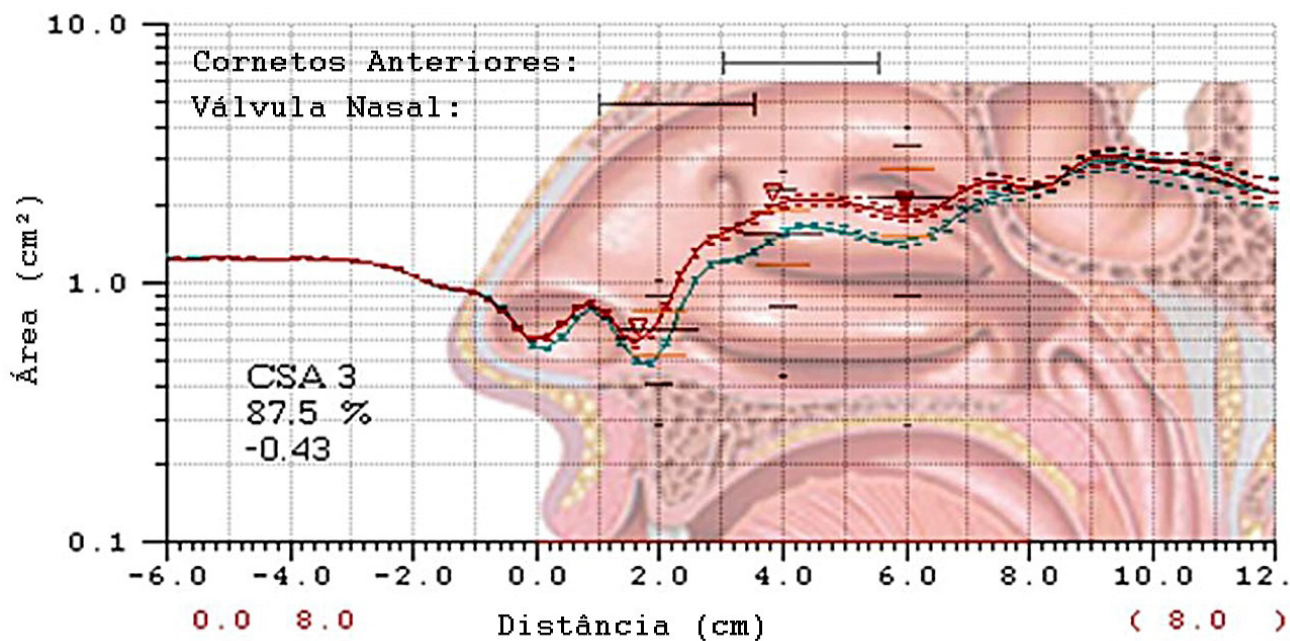 10.0
Cornetos Anteriores:
Válvula Nasal:
1.0
Área (cm²)
CSA 3
87.5 %
-0.43
0.1
-6.0 -4.0 -2.0 0.0 2.0 4.0 6.0 8.0 10.0 12.
0.0 8.0 Distância (cm) ( 8.0 )